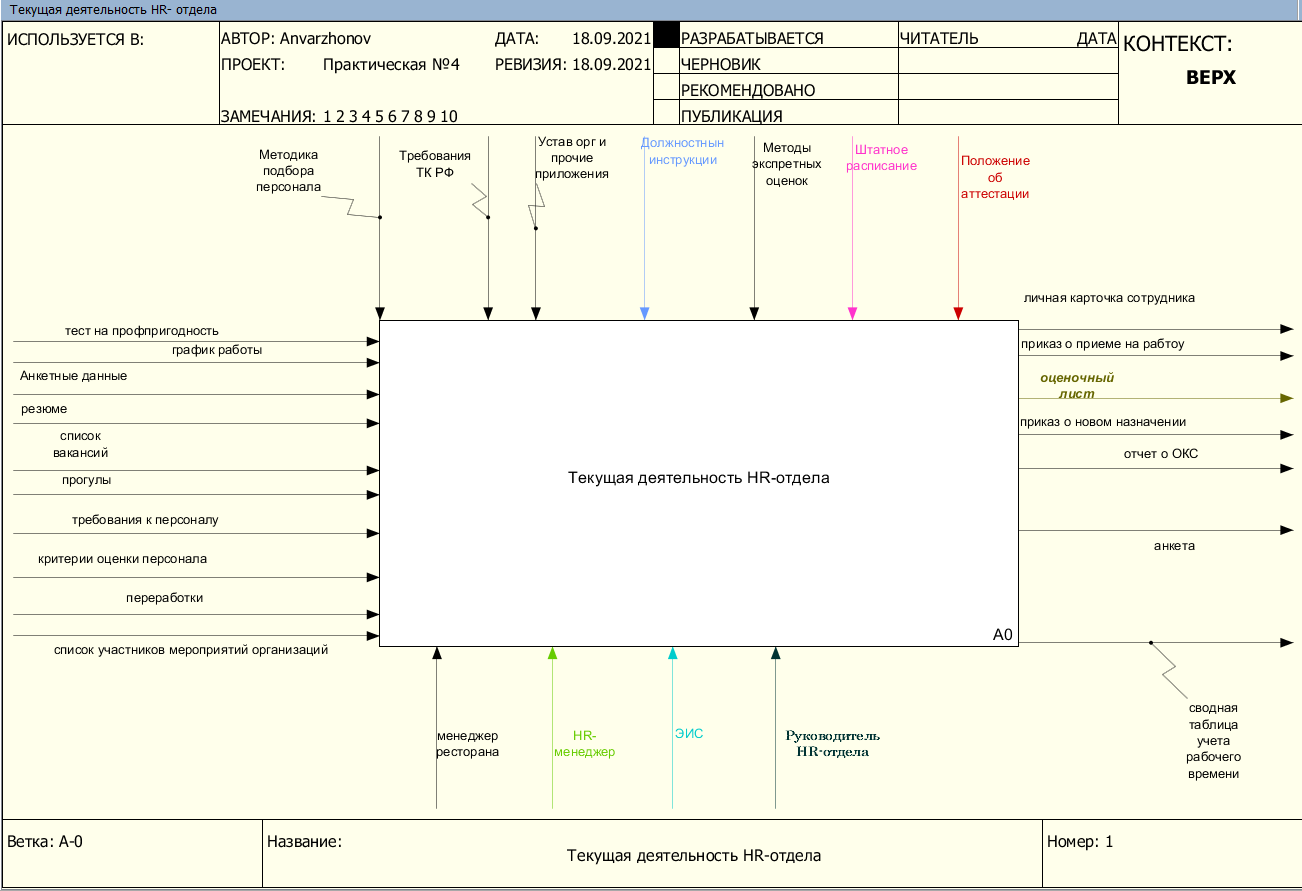 Текущая деятельность HR- отдела
ИСПОЛЬЗУЕТСЯ В:
АВТОР: Anvarzhonov
ДАТА: 18.09.2021
РАЗРАБАТЫВАЕТСЯ
ЧИТАТЕЛЬ
ДАТА
КОНТЕКСТ:
ПРОЕКТ: Практическая №4
РЕВИЗИЯ: 18.09.2021
ЧЕРНОВИК
ВЕРХ
РЕКОМЕНДОВАНО
ЗАМЕЧАНИЯ: 1 2 3 4 5 6 7 8 9 10
ПУБЛИКАЦИЯ
Методика
подбора
персонала
Требования
ТК РФ
Устав орг и
прочие
приложения
Должностнын
инструкции
Методы
экспретных
оценок
Штатное
расписание
Положение
об
аттестации
тест на профпригодность
график работы
Анкетные данные
резюме
список
вакансий
прогулы
требования к персоналу
критерии оценки персонала
переработки
список участников мероприятий организаций
Текущая деятельность HR-отдела
A0
личная карточка сотрудника
приказ о приеме на рабтоу
оценочный
лист
приказ о новом назначении
отчет о ОКС
анкета
сводная
таблица
учета
рабочего
времени
менеджер
ресторана
HR-
менеджер
ЭИС
Руководитель
HR-отдела
Ветка: A-0
Название:
Текущая деятельность HR-отдела
Номер: 1